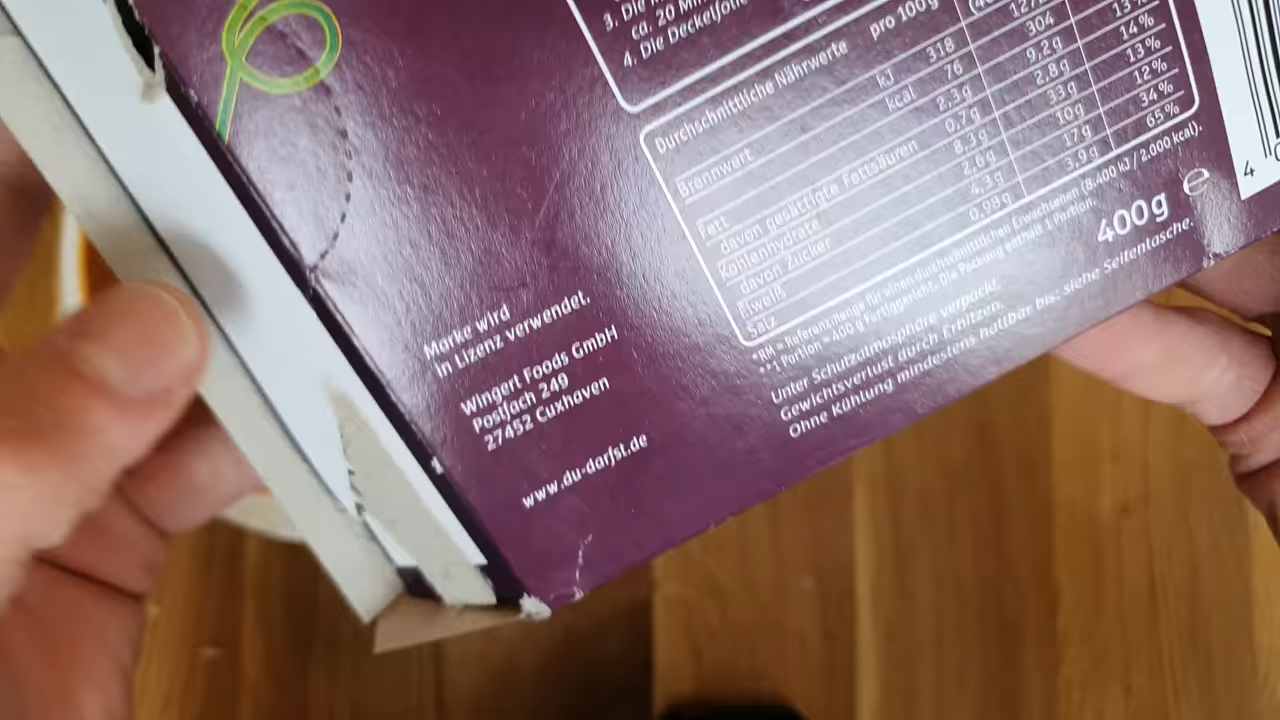 3. Die
ca. 20 Min
4. Die Deckelfolie
Durchschnittliche Nährwerte pro 100g
Brennwert kJ 318 127
kcal 76 304
Fett 2,3g 9,2g 13%
davon gesättigte Fettsäuren 0,7g 2,8g 14%
Kohlenhydrate 8,3g 33g 13%
davon Zucker 2,6g 10g 12%
Eiweiß 4,3g 17g 34%
Salz 0,98g 3,9g 65%
*RM = Referenzmenge für einen durchschnittlichen Erwachsenen (8.400 kJ / 2.000 kcal).
**1 Portion = 400 g Fertiggericht. Die Packung enthält 1 Portion.
400g e
Unter Schutzatmosphäre verpackt.
Gewichtsverlust durch Erhitzen.
Ohne Kühlung mindestens haltbar bis: siehe Seitentasche.
Marke wird
in Lizenz verwendet.
Wingert Foods GmbH
Postfach 249
27452 Cuxhaven
www.du-darfst.de
4